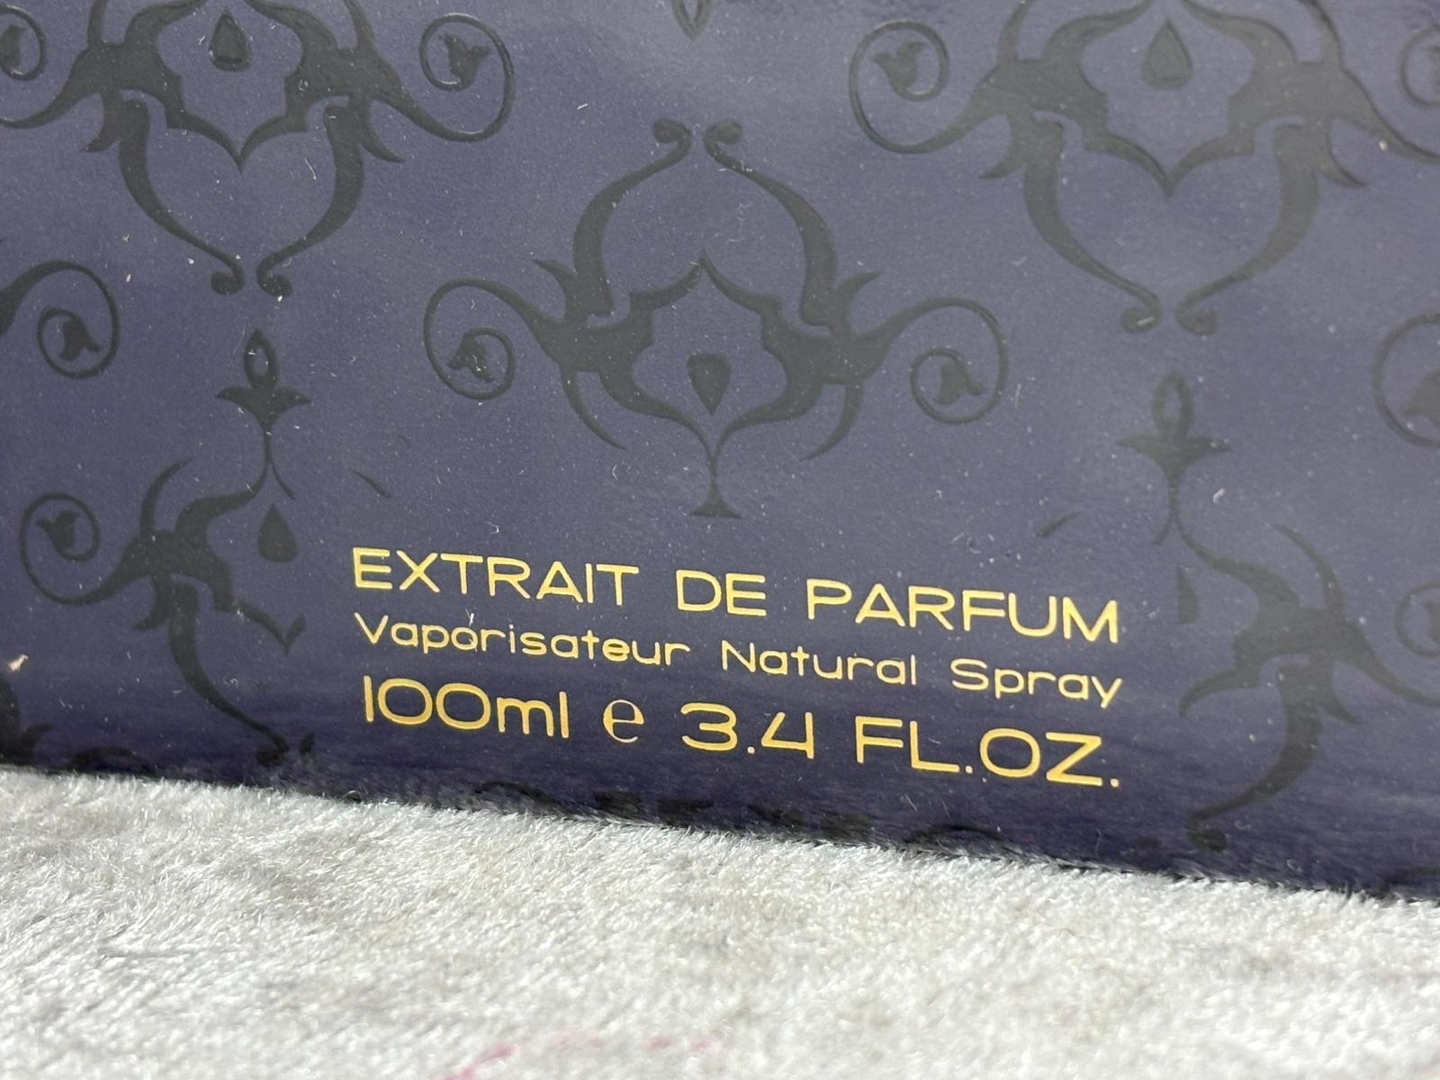 EXTRAIT DE PARFUM
Vaporisateur Natural Spray
100ml ℮ 3.4 FL.OZ.